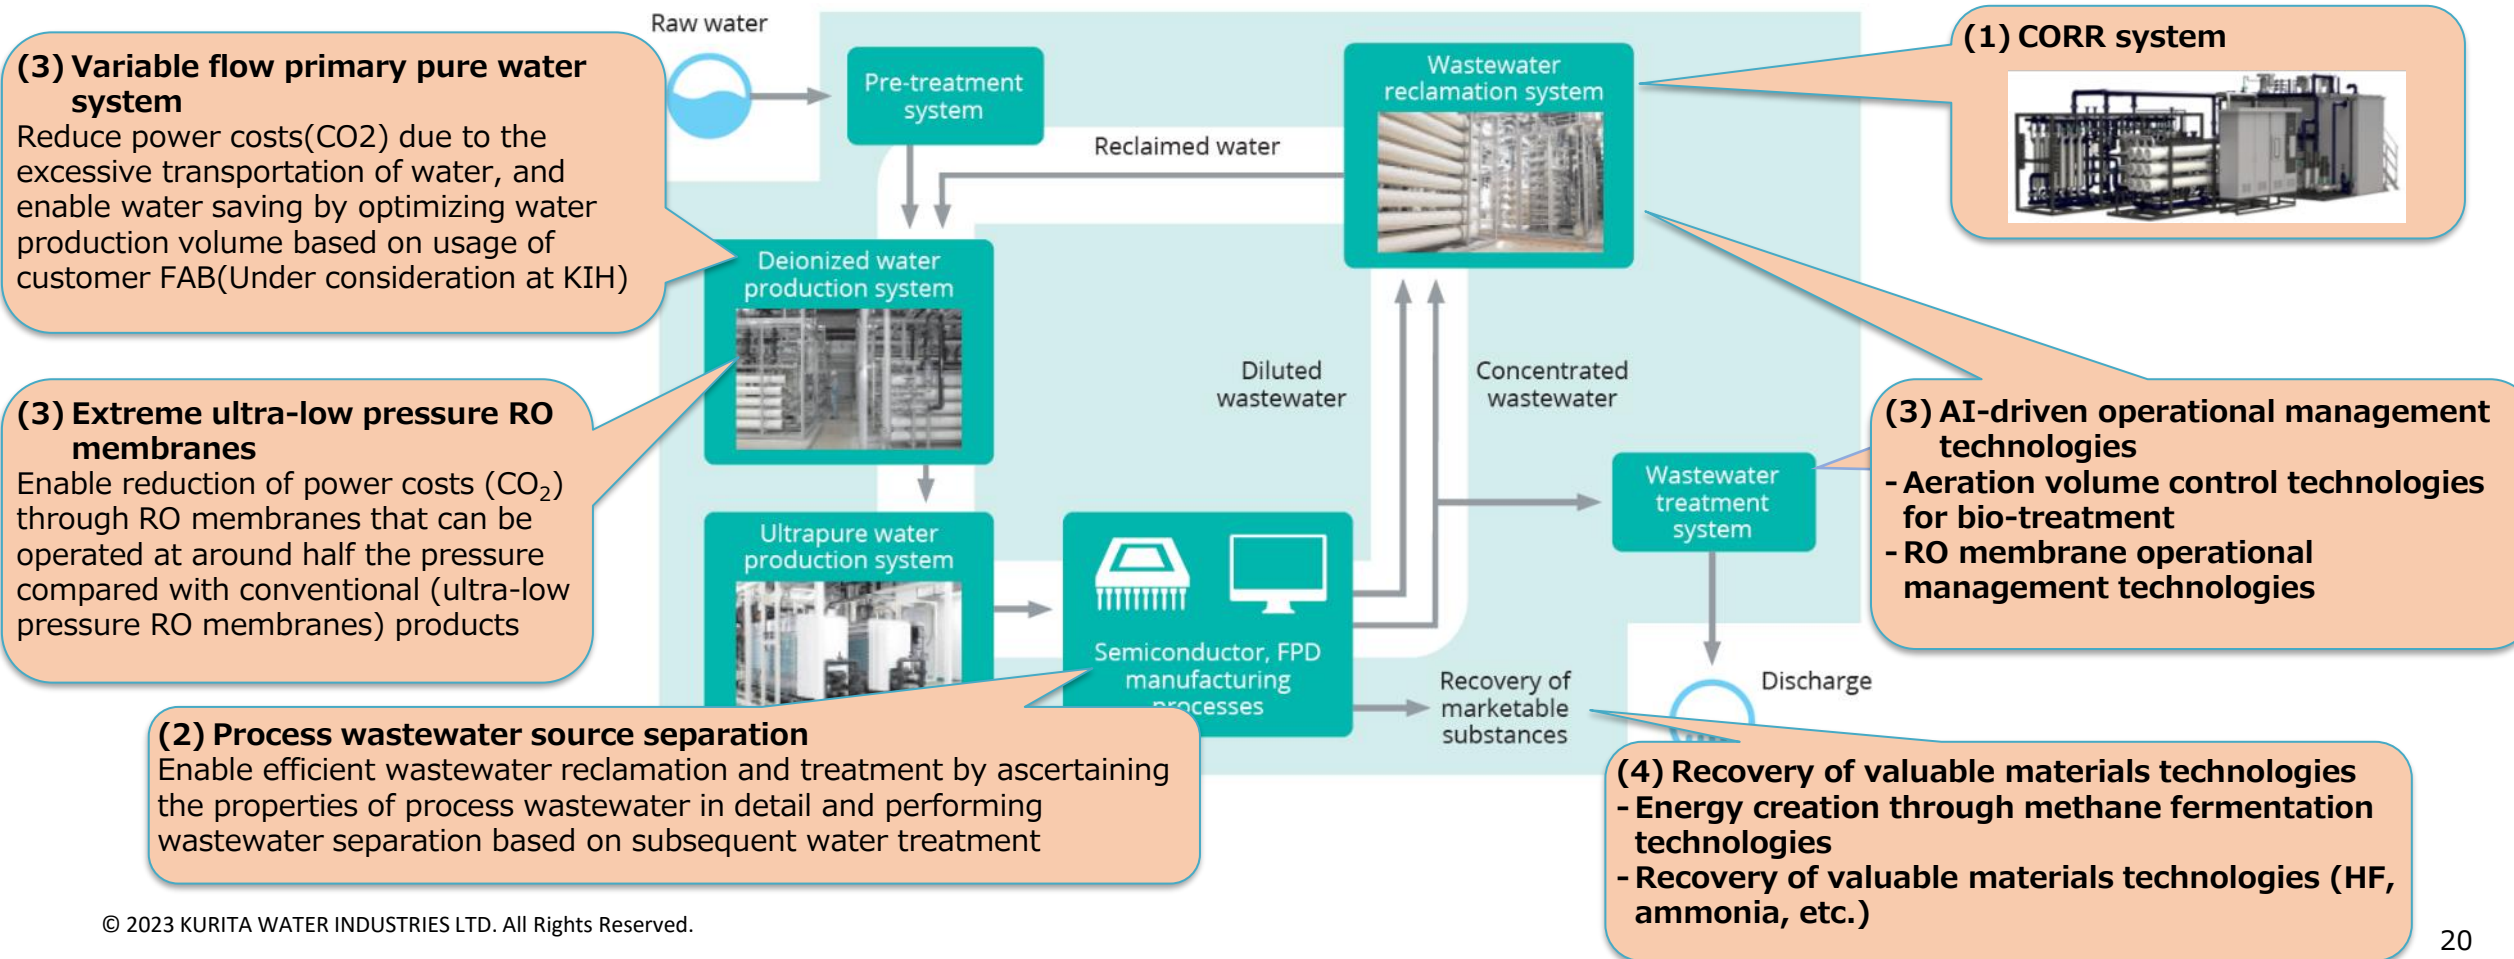 Raw water
(3) Variable flow primary pure water
system
Reduce power costs(CO2) due to the
excessive transportation of water, and
enable water saving by optimizing water
production volume based on usage of
customer FAB(Under consideration at KIH)
Pre-treatment
system
Reclaimed water
Wastewater
reclamation system
(1) CORR system
Deionized water
production system
(3) Extreme ultra-low pressure RO
membranes
Enable reduction of power costs (CO₂)
through RO membranes that can be
operated at around half the pressure
compared with conventional (ultra-low
pressure RO membranes) products
Diluted
wastewater
Concentrated
wastewater
(3) AI-driven operational management
technologies
- Aeration volume control technologies
for bio-treatment
- RO membrane operational
management technologies
Wastewater
treatment
system
Ultrapure water
production system
Semiconductor, FPD
manufacturing
processes
Recovery of
marketable
substances
Discharge
(2) Process wastewater source separation
Enable efficient wastewater reclamation and treatment by ascertaining
the properties of process wastewater in detail and performing
wastewater separation based on subsequent water treatment
(4) Recovery of valuable materials technologies
- Energy creation through methane fermentation
technologies
- Recovery of valuable materials technologies (HF,
ammonia, etc.)
© 2023 KURITA WATER INDUSTRIES LTD. All Rights Reserved.
20